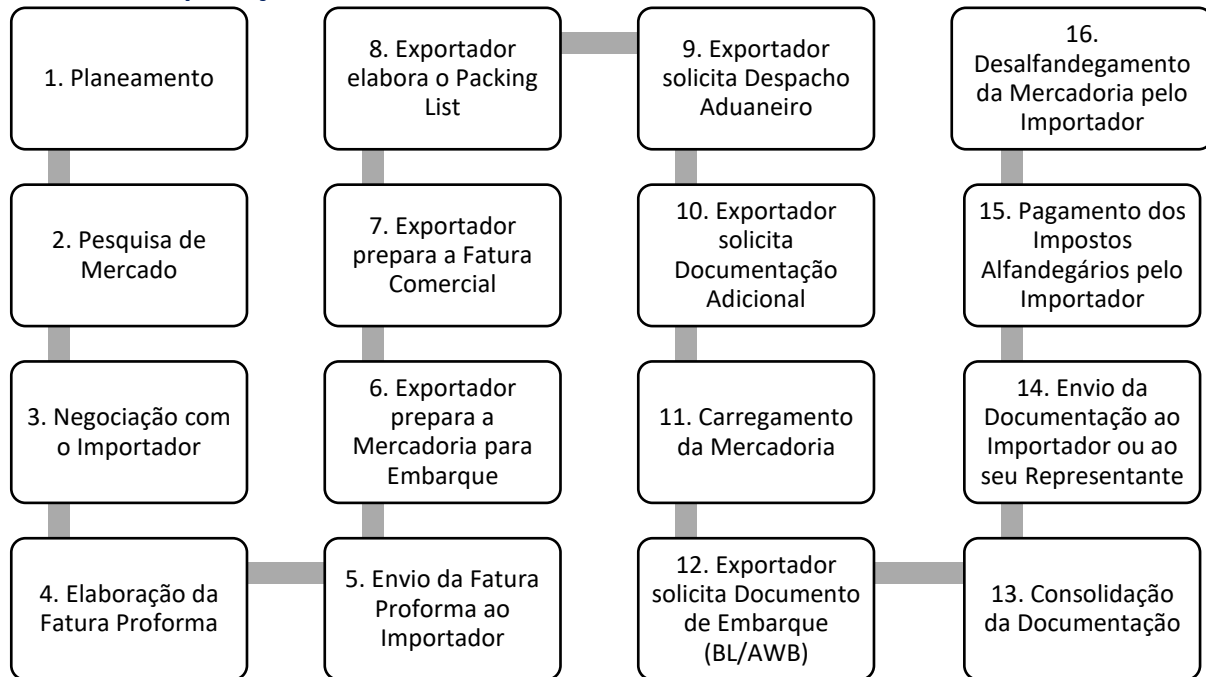 1. Planeamento
2. Pesquisa de
Mercado
3. Negociação com
o Importador
4. Elaboração da
Fatura Proforma
5. Envio da Fatura
Proforma ao
Importador
6. Exportador
prepara a
Mercadoria para
Embarque
7. Exportador
prepara a Fatura
Comercial
8. Exportador
elabora o Packing
List
9. Exportador
solicita Despacho
Aduaneiro
10. Exportador
solicita
Documentação
Adicional
11. Carregamento
da Mercadoria
12. Exportador
solicita Documento
de Embarque
(BL/AWB)
13. Consolidação
da Documentação
14. Envio da
Documentação ao
Importador ou ao
seu Representante
15. Pagamento dos
Impostos
Alfandegários pelo
Importador
16.
Desalfandegamento
da Mercadoria pelo
Importador